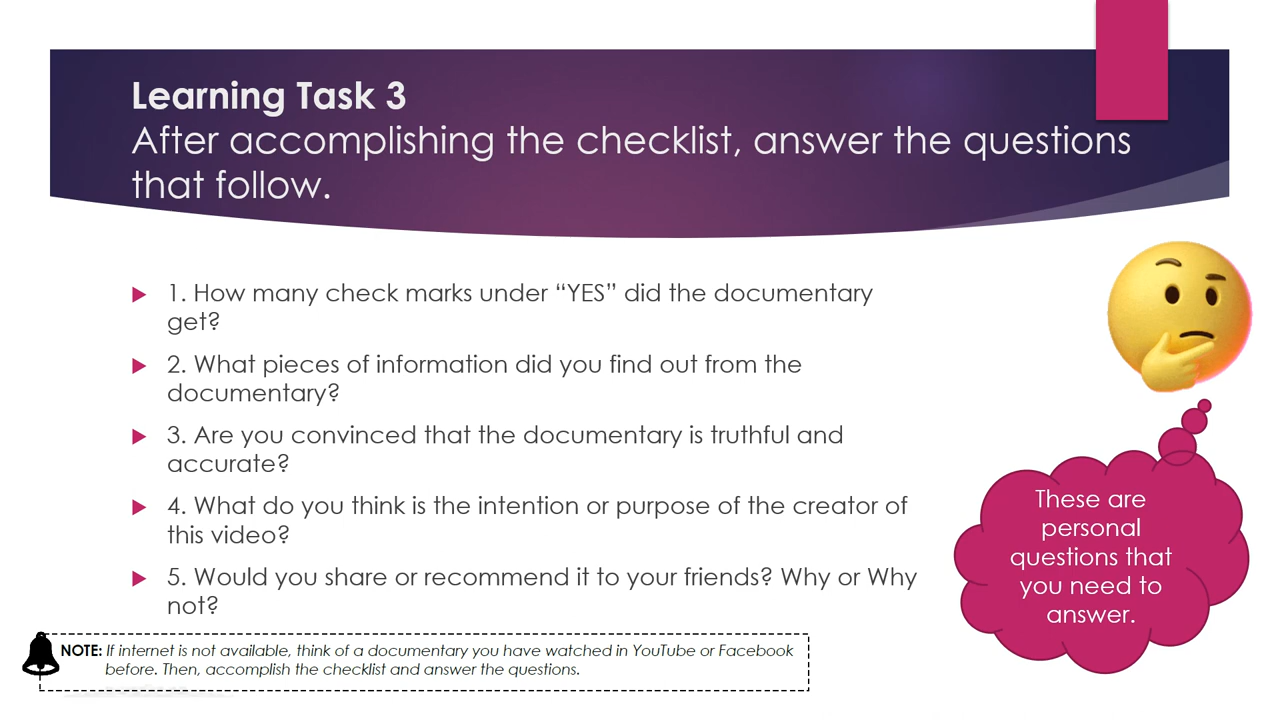 Learning Task 3
After accomplishing the checklist, answer the questions
that follow.
1. How many check marks under “YES” did the documentary
get?
2. What pieces of information did you find out from the
documentary?
3. Are you convinced that the documentary is truthful and
accurate?
4. What do you think is the intention or purpose of the creator of
this video?
5. Would you share or recommend it to your friends? Why or Why
not?
These are
personal
questions that
you need to
answer.
NOTE: If internet is not available, think of a documentary you have watched in YouTube or Facebook
before. Then, accomplish the checklist and answer the questions.